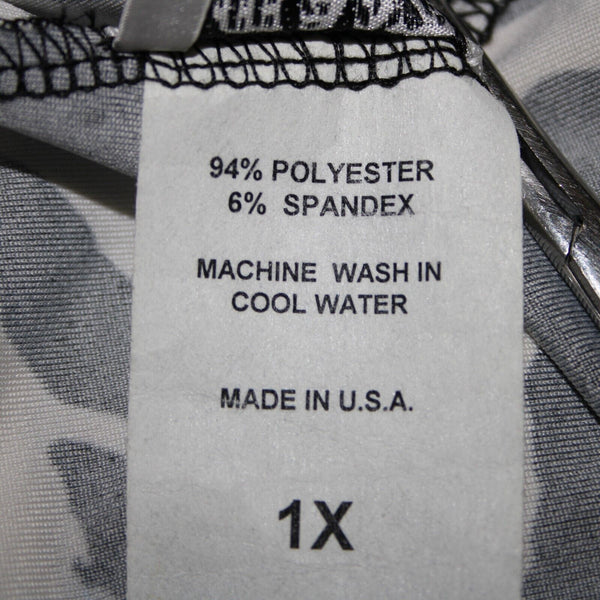 94% POLYESTER
6% SPANDEX
MACHINE WASH IN
COOL WATER
MADE IN U.S.A.
1X